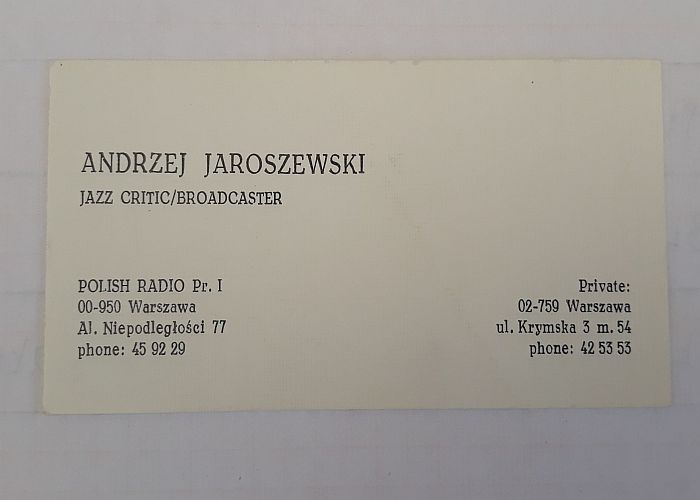 ANDRZEJ JAROSZEWSKI
JAZZ CRITIC/BROADCASTER
POLISH RADIO Pr. I
00-950 Warszawa
Al. Niepodległości 77
phone: 45 92 29
Private:
02-759 Warszawa
ul. Krymska 3 m. 54
phone: 42 53 53